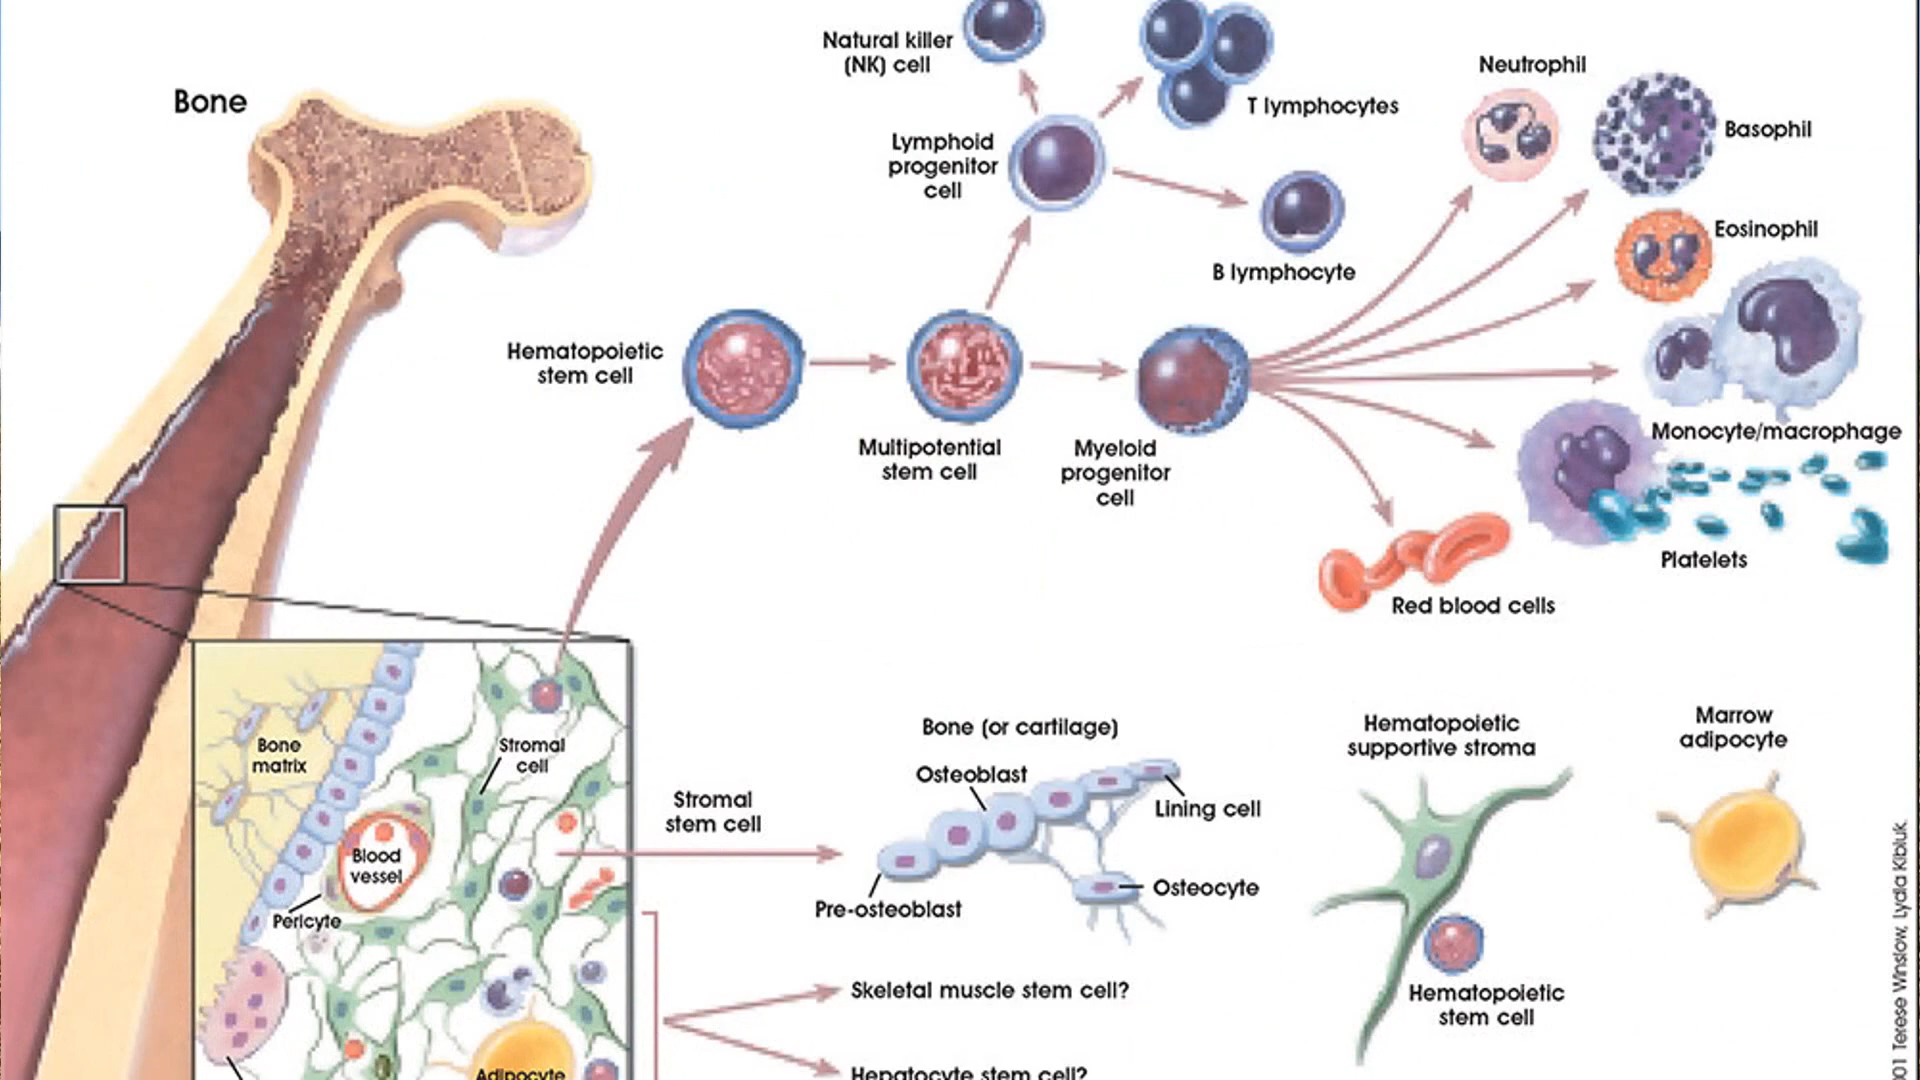 Natural killer
(NK) cell
T lymphocytes
Neutrophil
Basophil
Bone
Lymphoid
progenitor
cell
Eosinophil
B lymphocyte
Hematopoietic
stem cell
Multipotential
stem cell
Myeloid
progenitor
cell
Monocyte/macrophage
Platelets
Red blood cells
Bone
matrix
Stromal
cell
Blood
vessel
Pericyte
Adipocyte
Stromal
stem cell
Bone (or cartilage)
Osteoblast
Lining cell
Pre-osteoblast
Osteocyte
Hematopoietic
supportive stroma
Marrow
adipocyte
Skeletal muscle stem cell?
Hepatocyte stem cell?
Hematopoietic
stem cell
01 Terese Winslow, Lydia Kibiuk